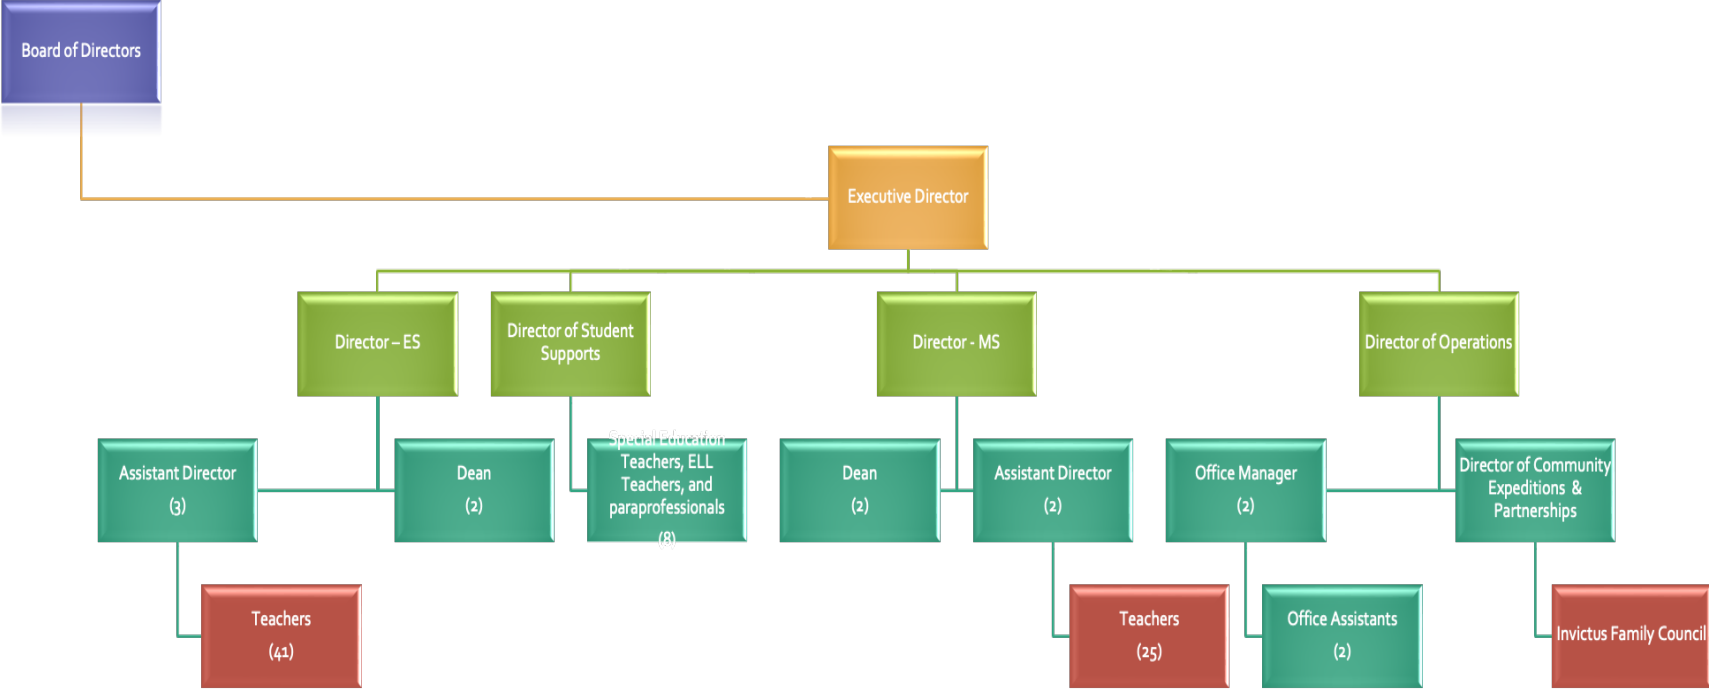 Board of Directors
Executive Director
Director – ES
Director of Student
Supports
Director - MS
Director of Operations
Assistant Director
(3)
Dean
(2)
Special Education
Teachers, ELL
Teachers, and
paraprofessionals
(8)
Dean
(2)
Assistant Director
(2)
Office Manager
(2)
Director of Community
Expeditions &
Partnerships
Teachers
(41)
Teachers
(25)
Office Assistants
(2)
Invictus Family Council